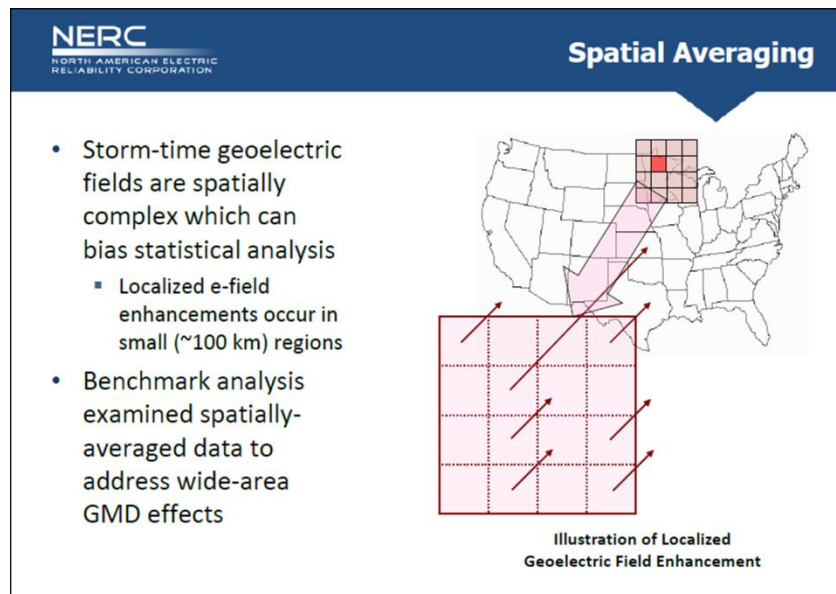 NERC
NORTH AMERICAN ELECTRIC
RELIABILITY CORPORATION
Spatial Averaging
• Storm-time geoelectric
fields are spatially
complex which can
bias statistical analysis
▪ Localized e-field
enhancements occur in
small (~100 km) regions
• Benchmark analysis
examined spatially-
averaged data to
address wide-area
GMD effects
Illustration of Localized
Geoelectric Field Enhancement